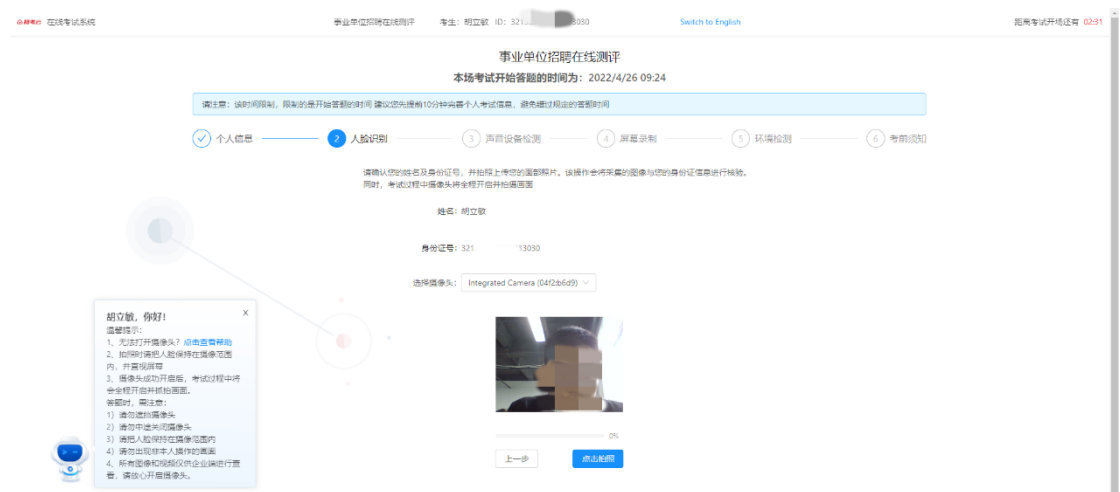 众超考云 在线考试系统
事业单位招聘在线测评 考生：胡立敏 ID：321 3030
Switch to English
距离考试开场还有 02:31
事业单位招聘在线测评
本场考试开始答题的时间为：2022/4/26 09:24
请注意：该时间限制，限制的是开始答题的时间 建议您先提前10分钟完善个人考试信息，避免错过规定的答题时间
个人信息
2 人脸识别
3 声音设备检测
4 屏幕录制
5 环境检测
6 考前须知
请确认您的姓名及身份证号，并拍照上传您的面部照片。该操作会将采集的图像与您的身份证信息进行核验。
同时，考试过程中摄像头将全程开启并拍摄画面
姓名：胡立敏
身份证号：321 33030
选择摄像头：Integrated Camera (04f2:b6d9)
胡立敏，你好！
温馨提示：
1、无法打开摄像头？点击查看帮助
2、拍照时请把人脸保持在摄像范围
内，并直视屏幕
3、摄像头成功开启后，考试过程中将
会全程开启并抓拍画面。
答题时，需注意：
1）请勿遮挡摄像头
2）请勿中途关闭摄像头
3）请把人脸保持在摄像范围内
4）请勿出现非本人操作的画面
4、所有图像和视频仅供企业端进行查
看，请放心开启摄像头。
0%
上一步
点击拍照